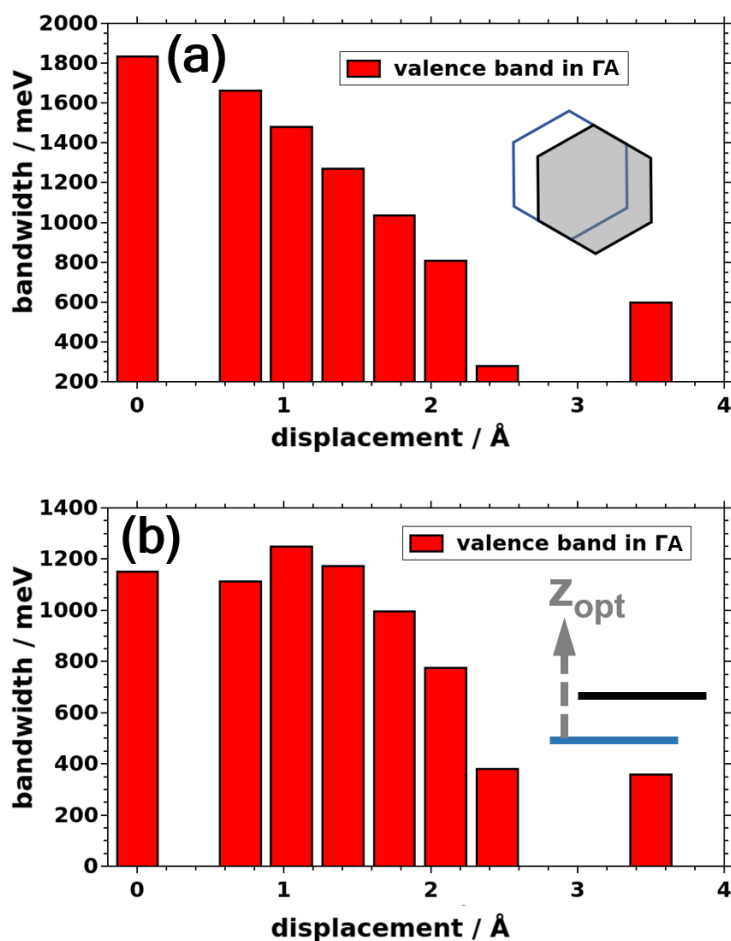 (a)
valence band in ΓA
bandwidth / meV
2000
1800
1600
1400
1200
1000
800
600
400
200
0 1 2 3 4
displacement / Å
(b)
valence band in ΓA
bandwidth / meV
1400
1200
1000
800
600
400
200
0
zopt
0 1 2 3 4
displacement / Å